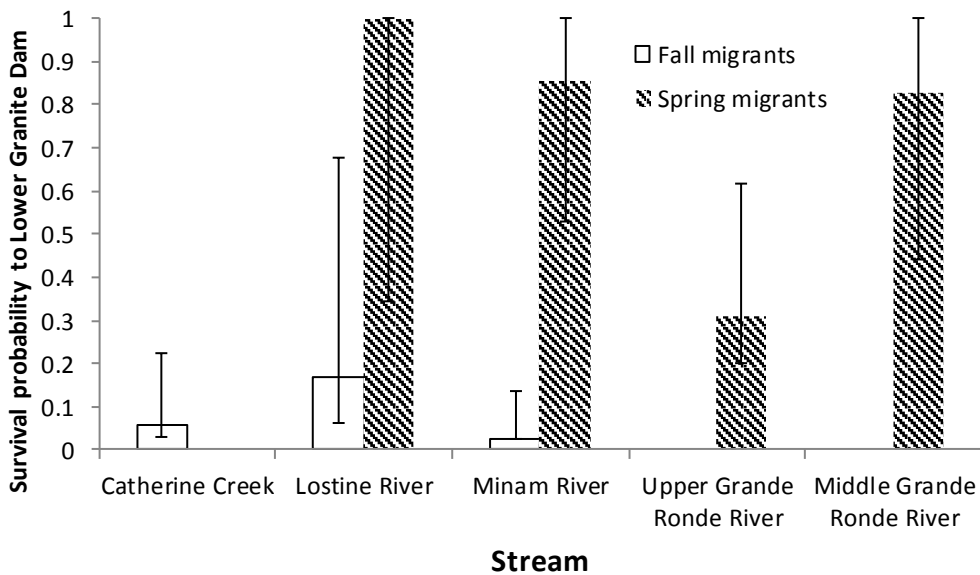 Survival probability to Lower Granite Dam
1
0.9
0.8
0.7
0.6
0.5
0.4
0.3
0.2
0.1
0
Fall migrants
Spring migrants
Catherine Creek
Lostine River
Minam River
Upper Grande
Ronde River
Middle Grande
Ronde River
Stream